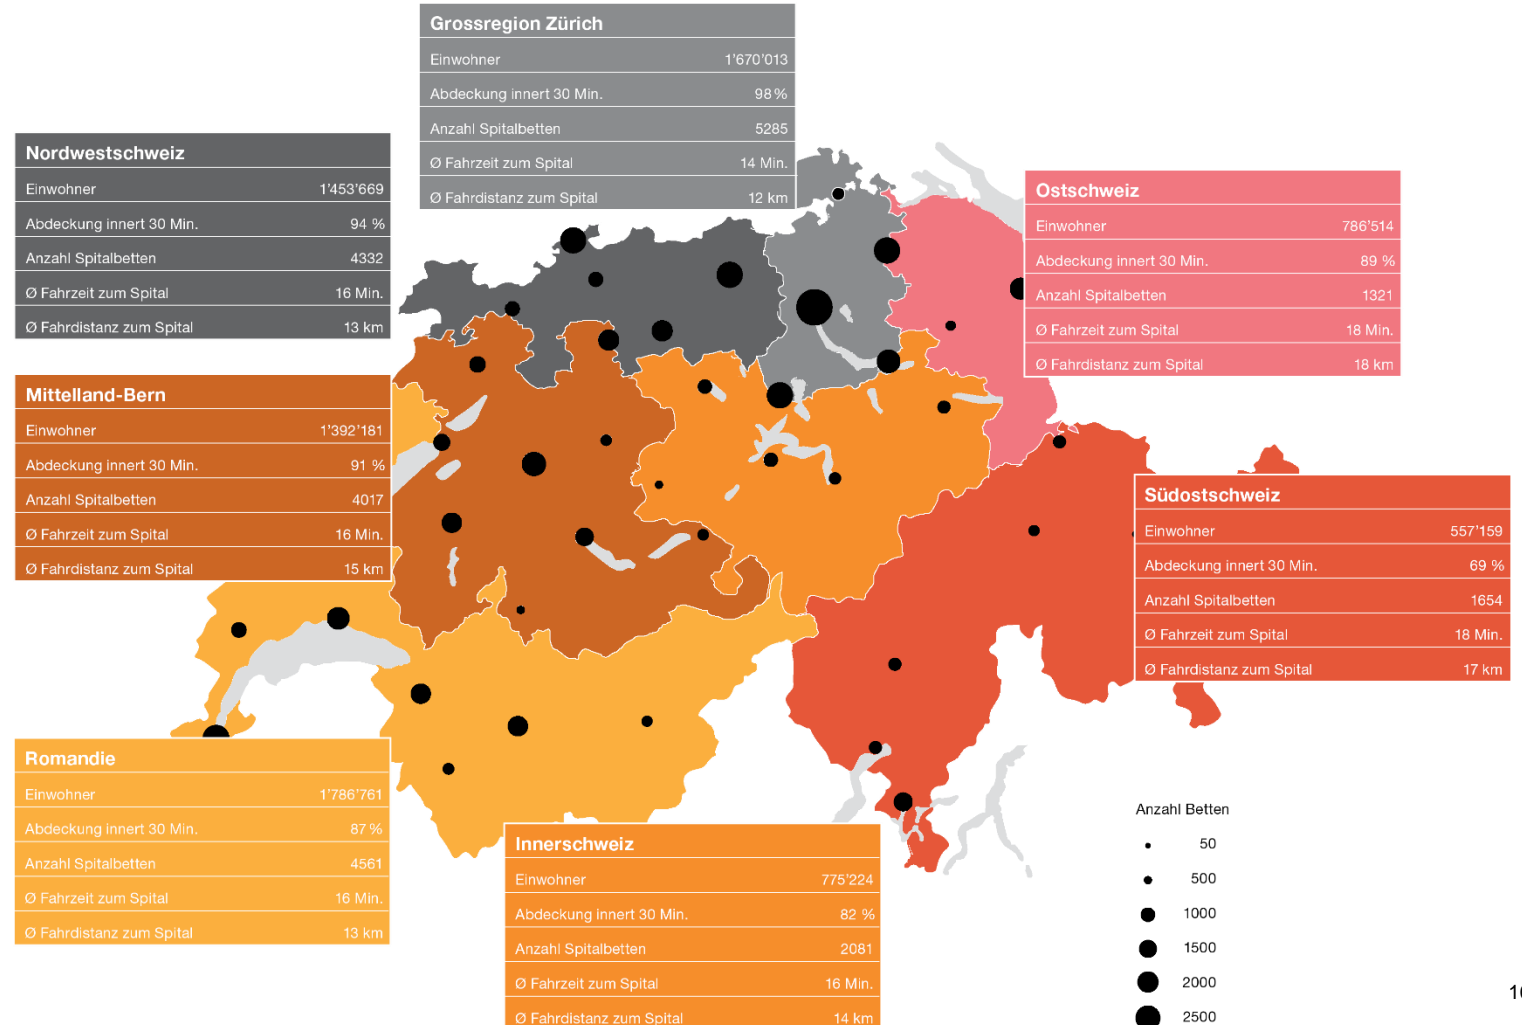 Grossregion Zürich
Einwohner 1'670'013
Abdeckung innert 30 Min. 98 %
Anzahl Spitalbetten 5285
Ø Fahrzeit zum Spital 14 Min.
Ø Fahrdistanz zum Spital 12 km
Nordwestschweiz
Einwohner 1'453'669
Abdeckung innert 30 Min. 94 %
Anzahl Spitalbetten 4332
Ø Fahrzeit zum Spital 16 Min.
Ø Fahrdistanz zum Spital 13 km
Ostschweiz
Einwohner 786'514
Abdeckung innert 30 Min. 89 %
Anzahl Spitalbetten 1321
Ø Fahrzeit zum Spital 18 Min.
Ø Fahrdistanz zum Spital 18 km
Mittelland-Bern
Einwohner 1'392'181
Abdeckung innert 30 Min. 91 %
Anzahl Spitalbetten 4017
Ø Fahrzeit zum Spital 16 Min.
Ø Fahrdistanz zum Spital 15 km
Südostschweiz
Einwohner 557'159
Abdeckung innert 30 Min. 69 %
Anzahl Spitalbetten 1654
Ø Fahrzeit zum Spital 18 Min.
Ø Fahrdistanz zum Spital 17 km
Romandie
Einwohner 1'786'761
Abdeckung innert 30 Min. 87 %
Anzahl Spitalbetten 4561
Ø Fahrzeit zum Spital 16 Min.
Ø Fahrdistanz zum Spital 13 km
Innerschweiz
Einwohner 775'224
Abdeckung innert 30 Min. 82 %
Anzahl Spitalbetten 2081
Ø Fahrzeit zum Spital 16 Min.
Ø Fahrdistanz zum Spital 14 km
Anzahl Betten
50
500
1000
1500
2000
2500